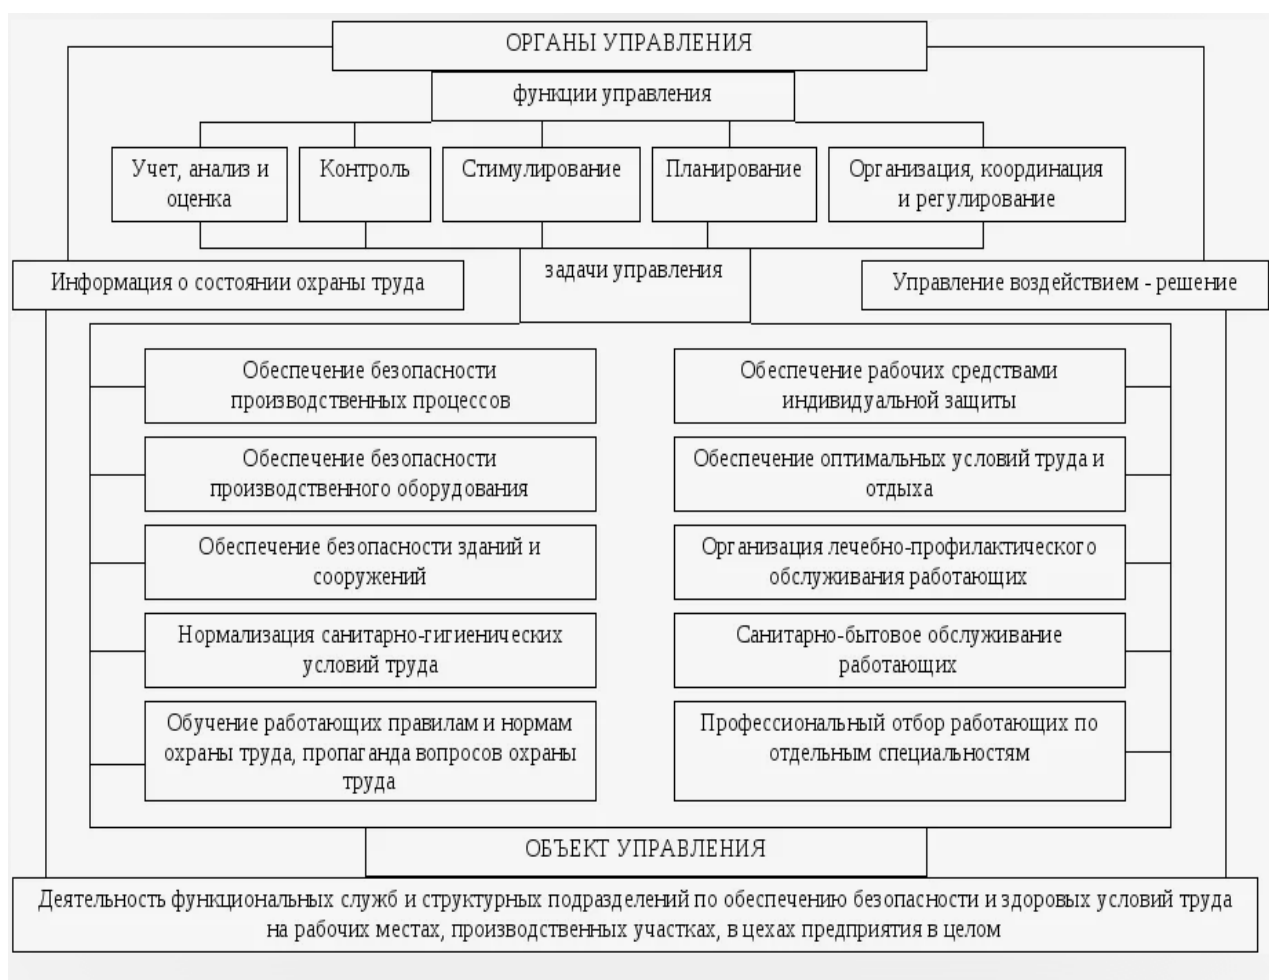 ОРГАНЫ УПРАВЛЕНИЯ
функции управления
Учет, анализ и
оценка
Контроль
Стимулирование
Планирование
Организация, координация
и регулирование
Информация о состоянии охраны труда
задачи управления
Управление воздействием - решение
Обеспечение безопасности
производственных процессов
Обеспечение рабочих средствами
индивидуальной защиты
Обеспечение безопасности
производственного оборудования
Обеспечение оптимальных условий труда и
отдыха
Обеспечение безопасности зданий и
сооружений
Организация лечебно-профилактического
обслуживания работающих
Нормализация санитарно-гигиенических
условий труда
Санитарно-бытовое обслуживание
работающих
Обучение работающих правилам и нормам
охраны труда, пропаганда вопросов охраны
труда
Профессиональный отбор работающих по
отдельным специальностям
ОБЪЕКТ УПРАВЛЕНИЯ
Деятельность функциональных служб и структурных подразделений по обеспечению безопасности и здоровых условий труда
на рабочих местах, производственных участках, в цехах предприятия в целом